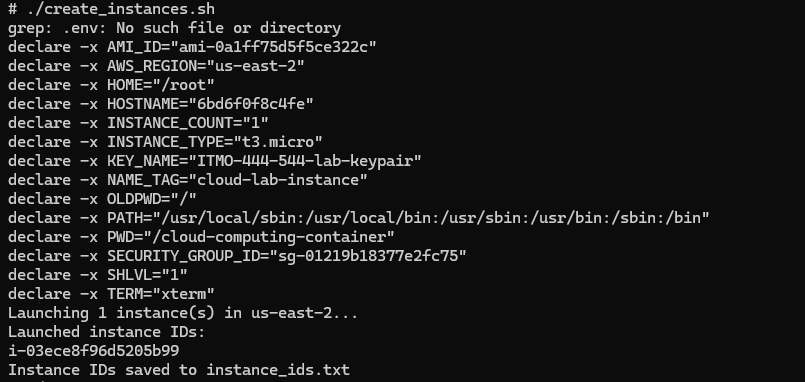 # ./create_instances.sh
grep: .env: No such file or directory
declare -x AMI_ID="ami-0a1ff75d5f5ce322c"
declare -x AWS_REGION="us-east-2"
declare -x HOME="/root"
declare -x HOSTNAME="6bd6f0f8c4fe"
declare -x INSTANCE_COUNT="1"
declare -x INSTANCE_TYPE="t3.micro"
declare -x KEY_NAME="ITMO-444-544-lab-keypair"
declare -x NAME_TAG="cloud-lab-instance"
declare -x OLDPWD="/"
declare -x PATH="/usr/local/sbin:/usr/local/bin:/usr/sbin:/usr/bin:/sbin:/bin"
declare -x PWD="/cloud-computing-container"
declare -x SECURITY_GROUP_ID="sg-01219b18377e2fc75"
declare -x SHLVL="1"
declare -x TERM="xterm"
Launching 1 instance(s) in us-east-2...
Launched instance IDs:
i-03ece8f96d5205b99
Instance IDs saved to instance_ids.txt